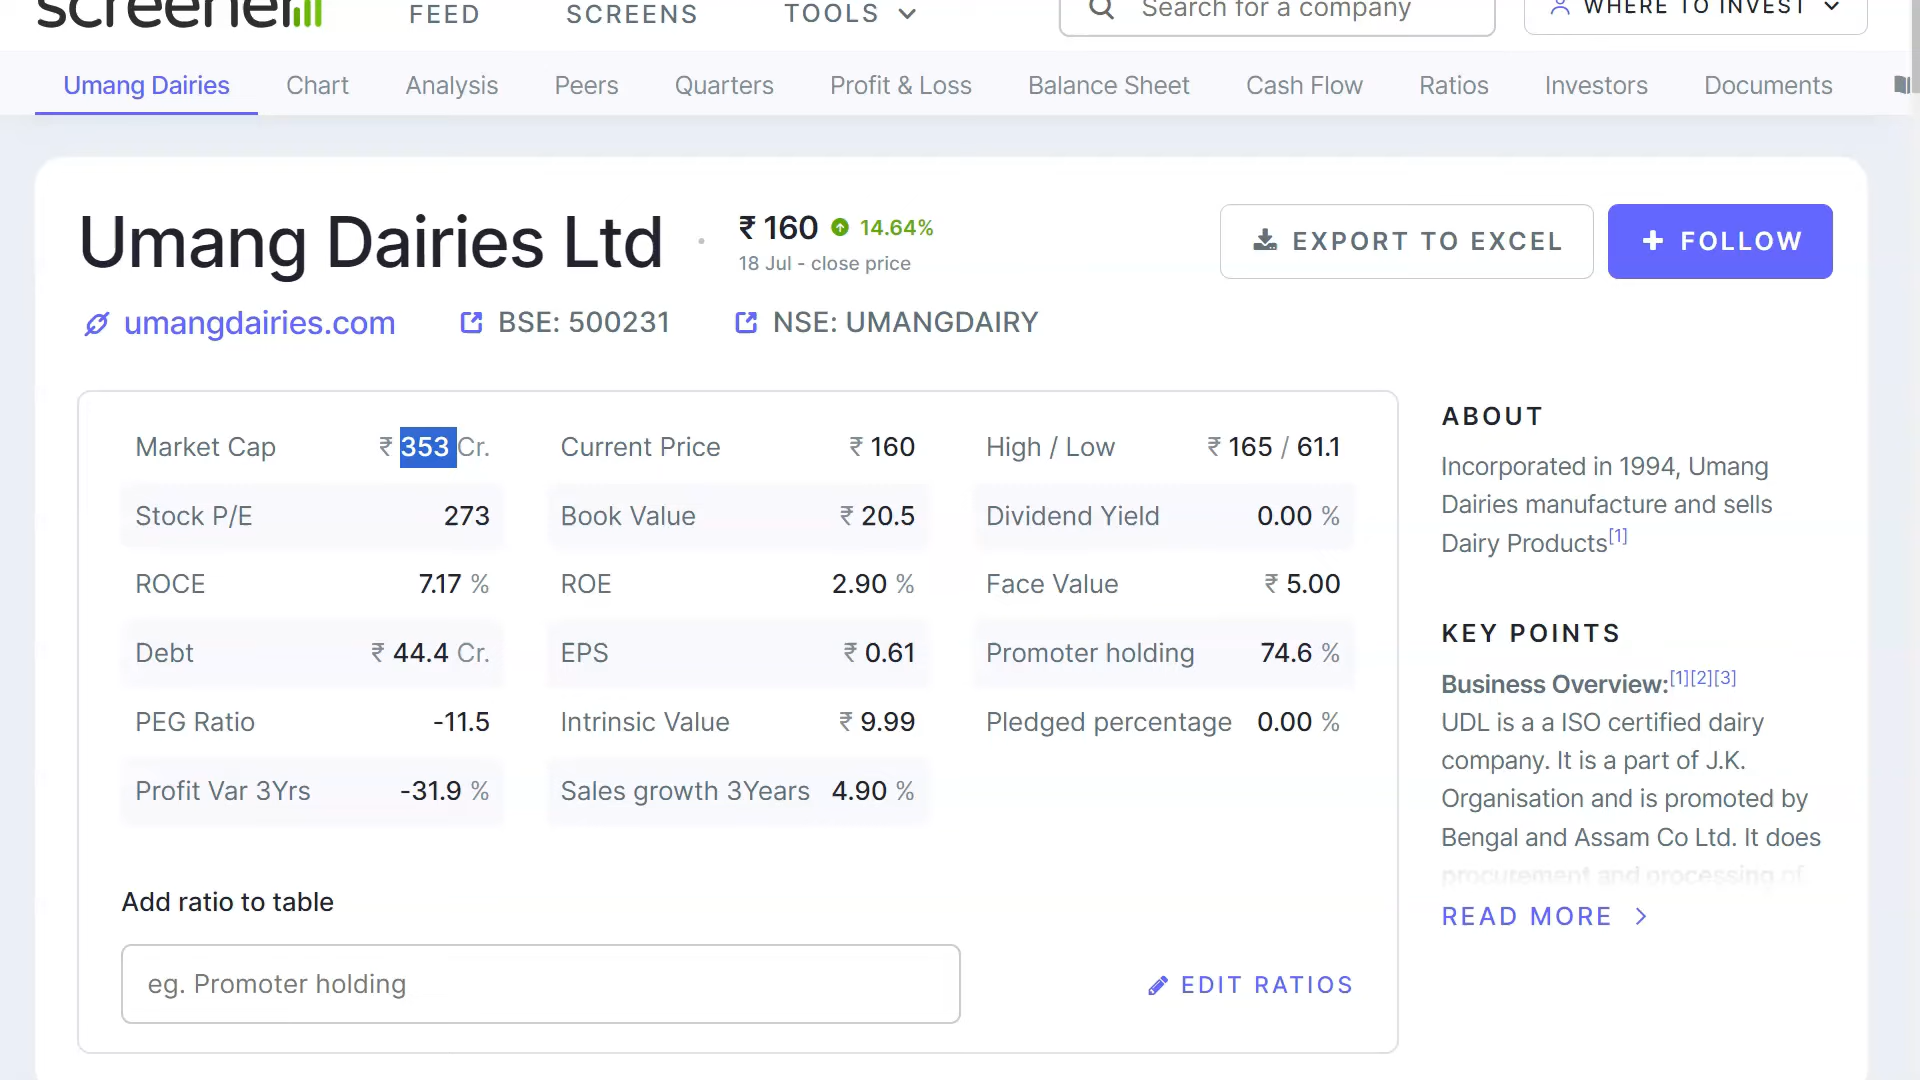 screener
FEED
SCREENS
TOOLS
Search for a company
WHERE TO INVEST
Umang Dairies
Chart
Analysis
Peers
Quarters
Profit & Loss
Balance Sheet
Cash Flow
Ratios
Investors
Documents
Umang Dairies Ltd
₹ 160 14.64%
18 Jul - close price
EXPORT TO EXCEL
FOLLOW
umangdairies.com
BSE: 500231
NSE: UMANGDAIRY
Market Cap ₹ 353 Cr.
Current Price ₹ 160
High / Low ₹ 165 / 61.1
Stock P/E 273
Book Value ₹ 20.5
Dividend Yield 0.00 %
ROCE 7.17 %
ROE 2.90 %
Face Value ₹ 5.00
Debt ₹ 44.4 Cr.
EPS ₹ 0.61
Promoter holding 74.6 %
PEG Ratio -11.5
Intrinsic Value ₹ 9.99
Pledged percentage 0.00 %
Profit Var 3Yrs -31.9 %
Sales growth 3Years 4.90 %
Add ratio to table
eg. Promoter holding
EDIT RATIOS
ABOUT
Incorporated in 1994, Umang
Dairies manufacture and sells
Dairy Products[1]
KEY POINTS
Business Overview:[1][2][3]
UDL is a a ISO certified dairy
company. It is a part of J.K.
Organisation and is promoted by
Bengal and Assam Co Ltd. It does
procurement and processing of
READ MORE